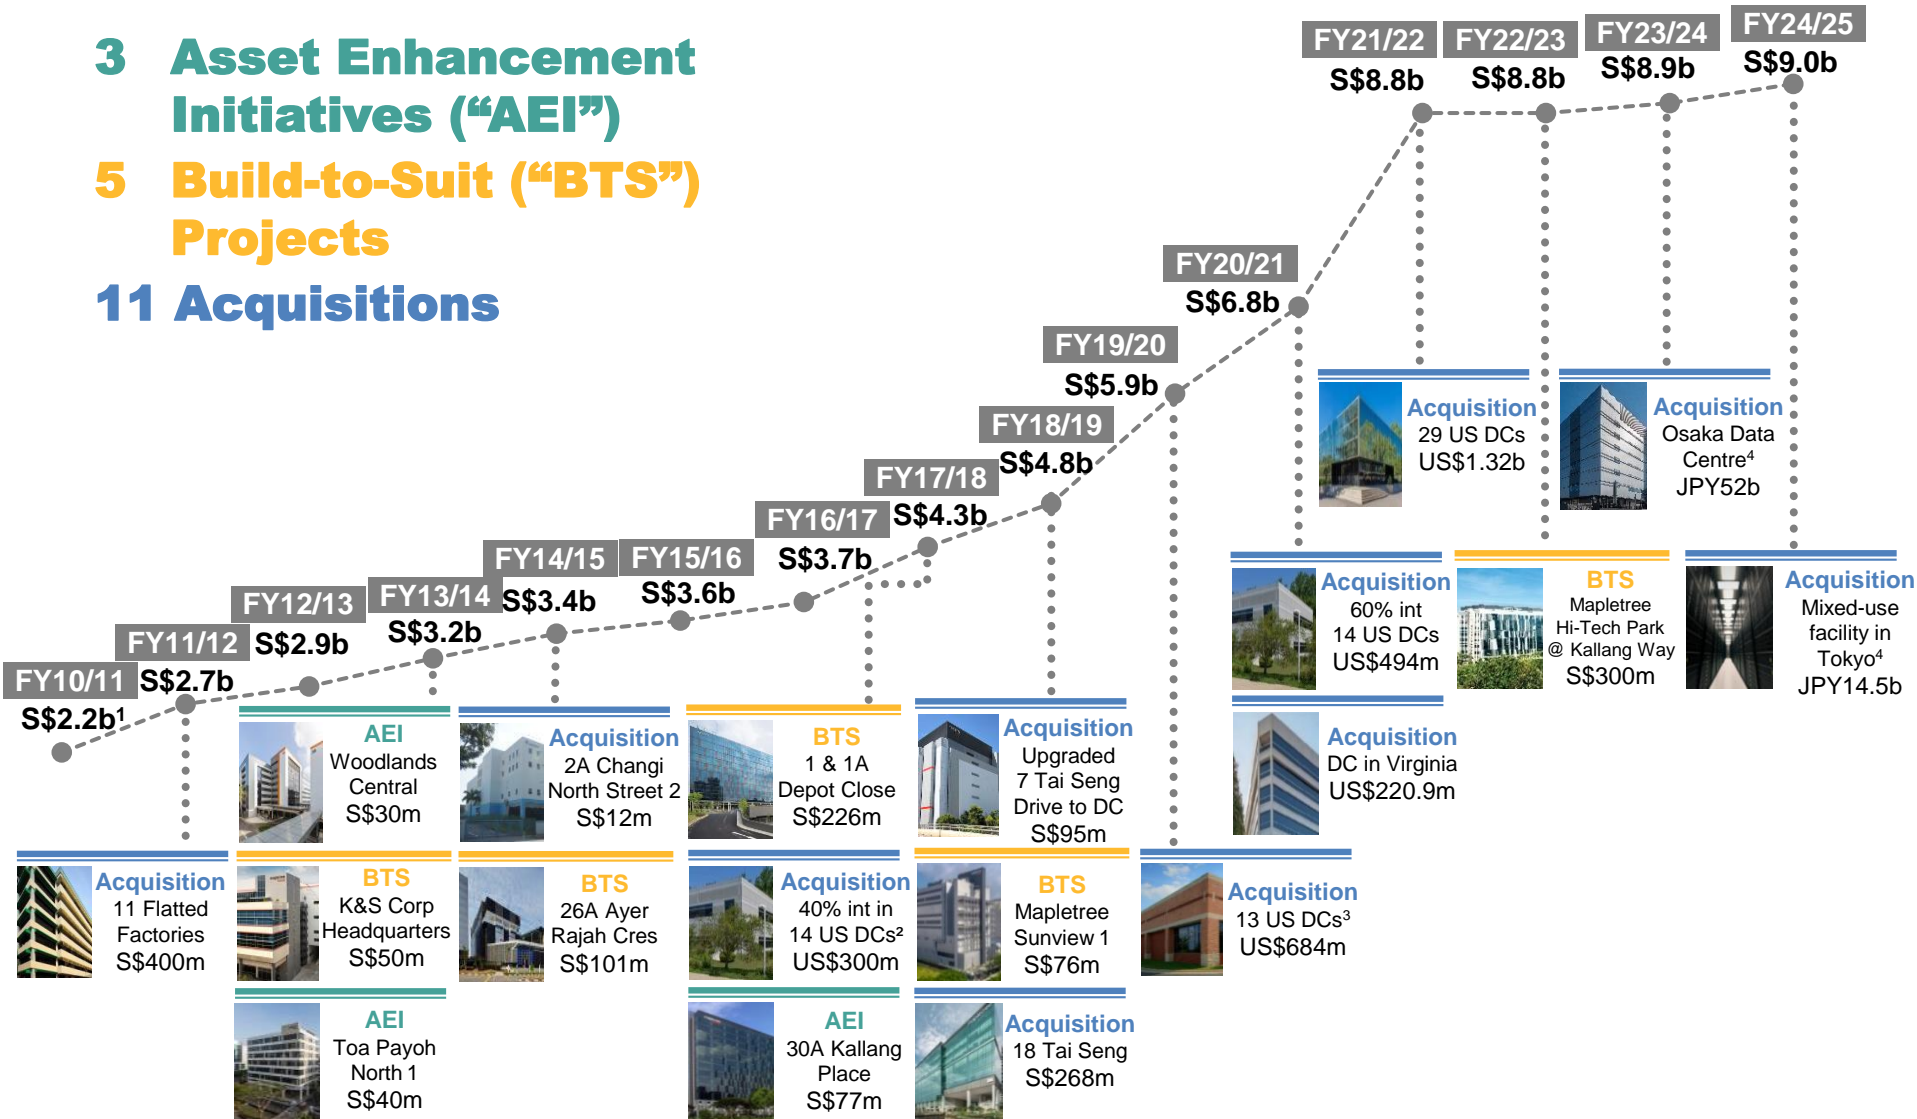 3 Asset Enhancement
Initiatives (“AEI”)
5 Build-to-Suit (“BTS”)
Projects
11 Acquisitions
FY10/11
S$2.2b¹
FY11/12
S$2.7b
FY12/13
S$2.9b
FY13/14
S$3.2b
FY14/15
S$3.4b
FY15/16
S$3.6b
FY16/17
S$3.7b
FY17/18
S$4.3b
FY18/19
S$4.8b
FY19/20
S$5.9b
FY20/21
S$6.8b
FY21/22
S$8.8b
FY22/23
S$8.8b
FY23/24
S$8.9b
FY24/25
S$9.0b
Acquisition
11 Flatted
Factories
S$400m
AEI
Woodlands
Central
S$30m
BTS
K&S Corp
Headquarters
S$50m
AEI
Toa Payoh
North 1
S$40m
Acquisition
2A Changi
North Street 2
S$12m
BTS
26A Ayer
Rajah Cres
S$101m
BTS
1 & 1A
Depot Close
S$226m
Acquisition
40% int in
14 US DCs²
US$300m
AEI
30A Kallang
Place
S$77m
Acquisition
Upgraded
7 Tai Seng
Drive to DC
S$95m
BTS
Mapletree
Sunview 1
S$76m
Acquisition
18 Tai Seng
S$268m
Acquisition
13 US DCs³
US$684m
Acquisition
60% int
14 US DCs
US$494m
Acquisition
DC in Virginia
US$220.9m
Acquisition
29 US DCs
US$1.32b
BTS
Mapletree
Hi-Tech Park
@ Kallang Way
S$300m
Acquisition
Osaka Data
Centre⁴
JPY52b
Acquisition
Mixed-use
facility in
Tokyo⁴
JPY14.5b